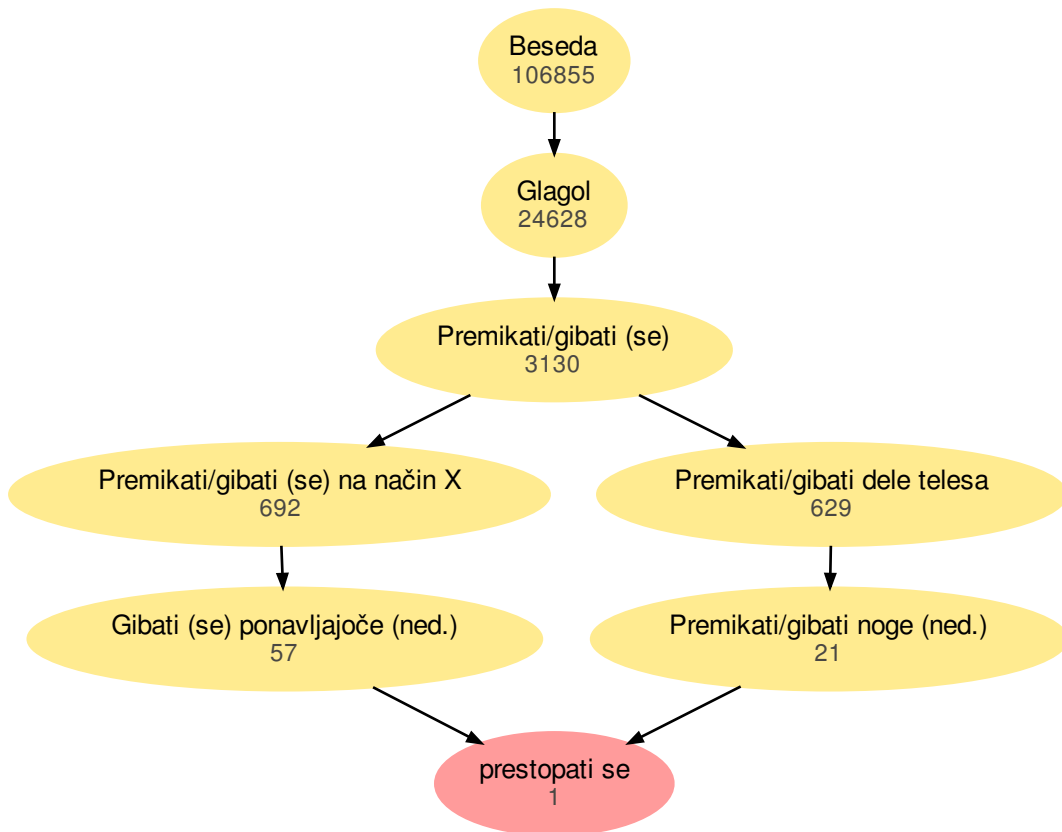 Beseda
106855
Glagol
24628
Premikati/gibati (se)
3130
Premikati/gibati (se) na način X
692
Premikati/gibati dele telesa
629
Gibati (se) ponavljajoče (ned.)
57
Premikati/gibati noge (ned.)
21
prestopati se
1